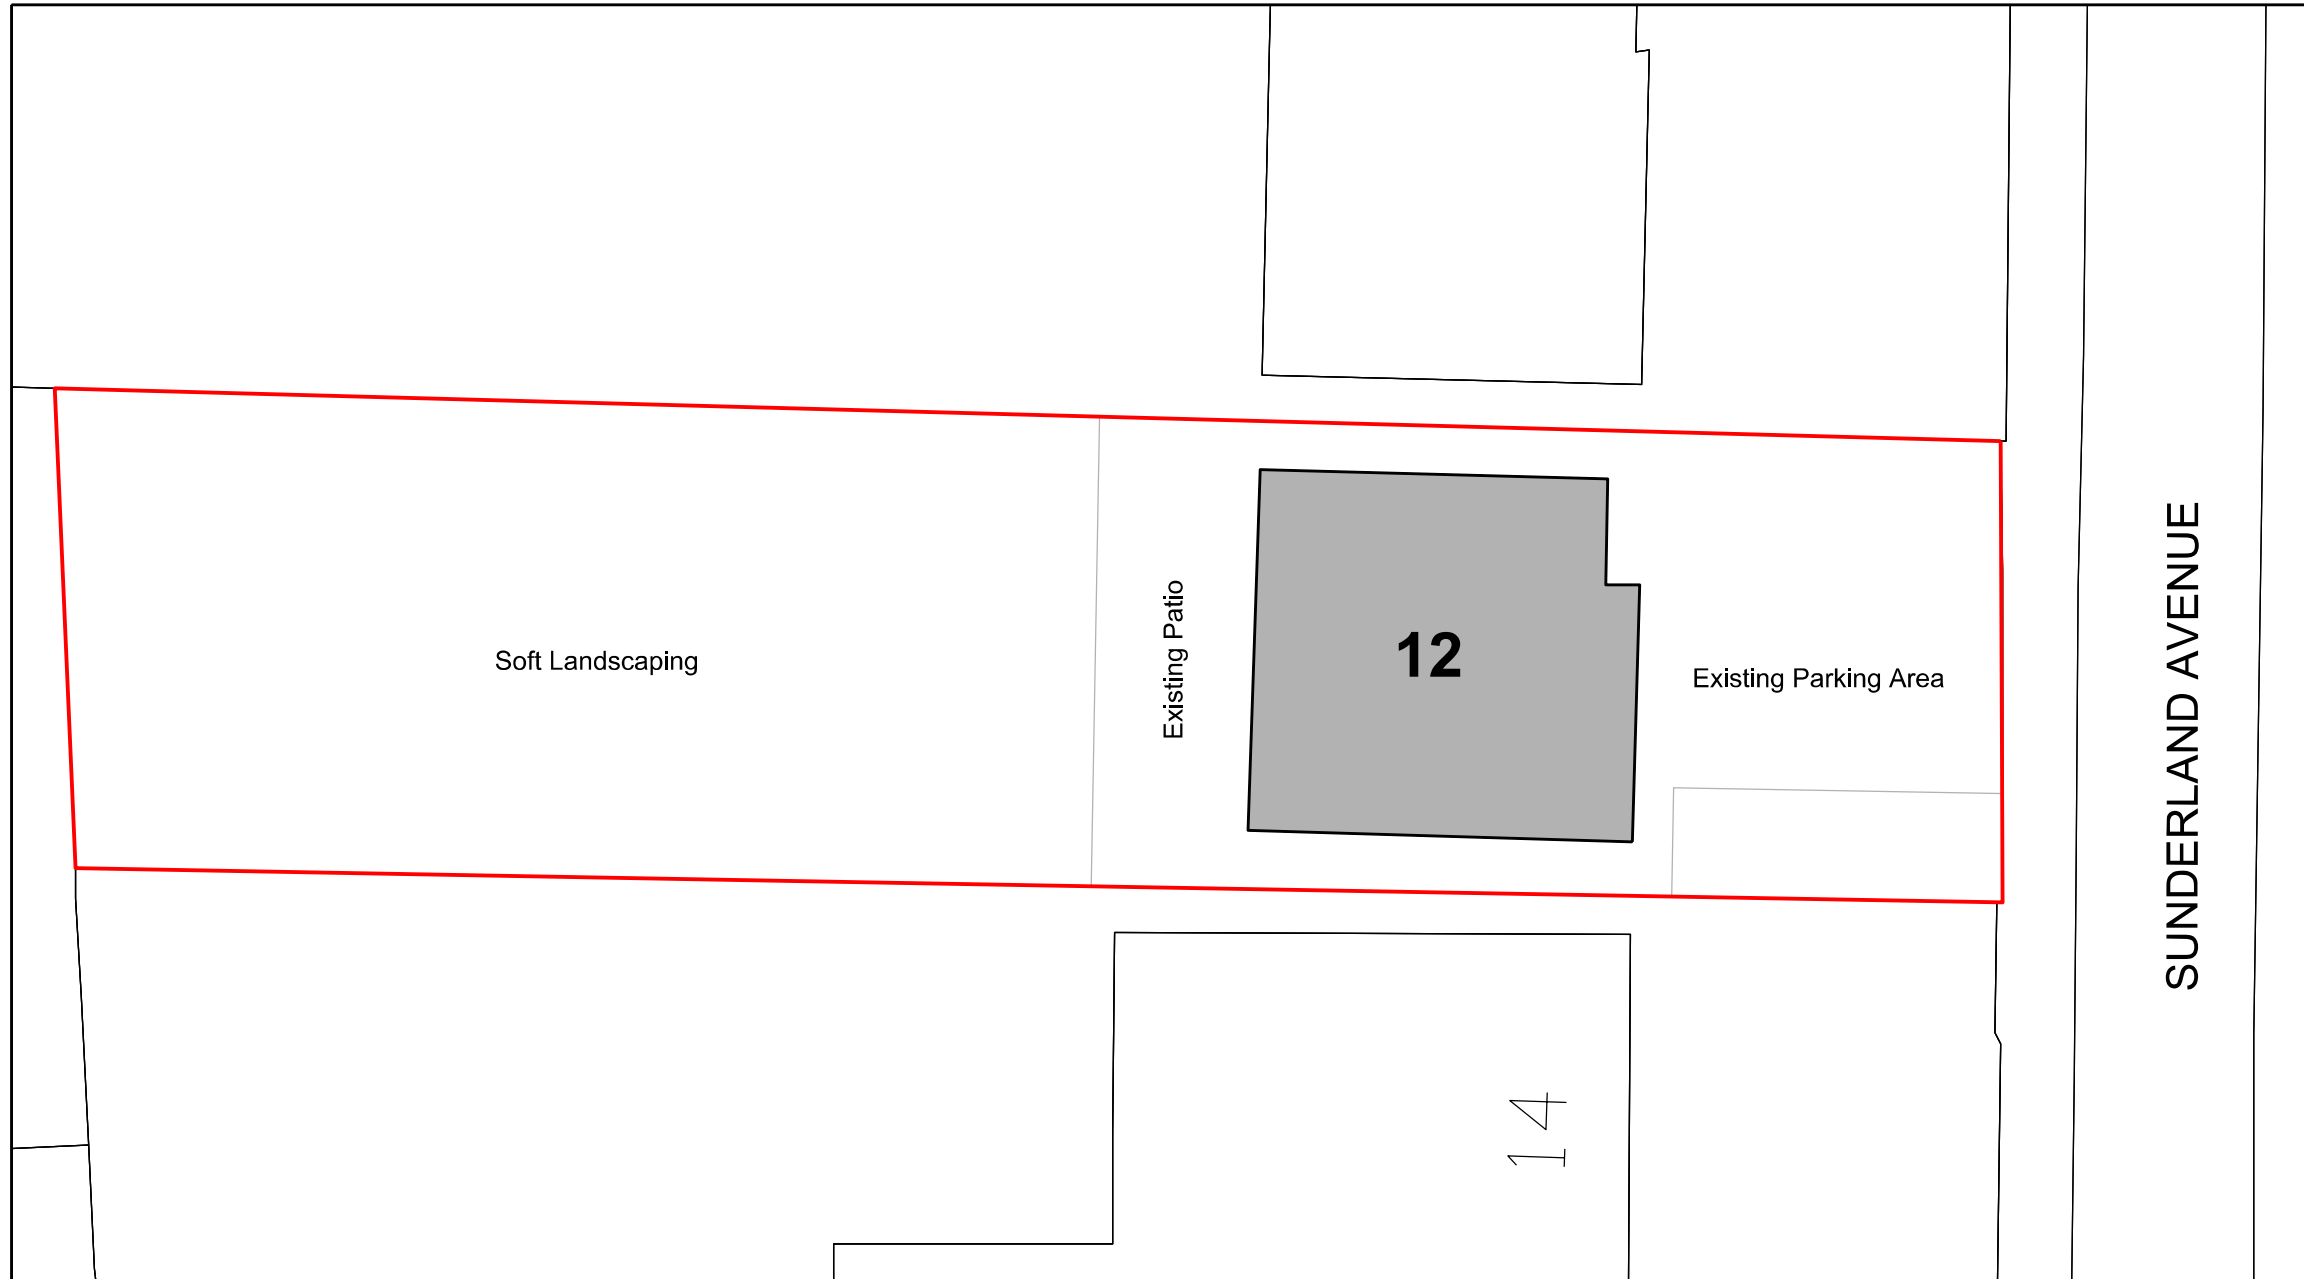 Soft Landscaping
Existing Patio
12
Existing Parking Area
SUNDERLAND AVENUE
14